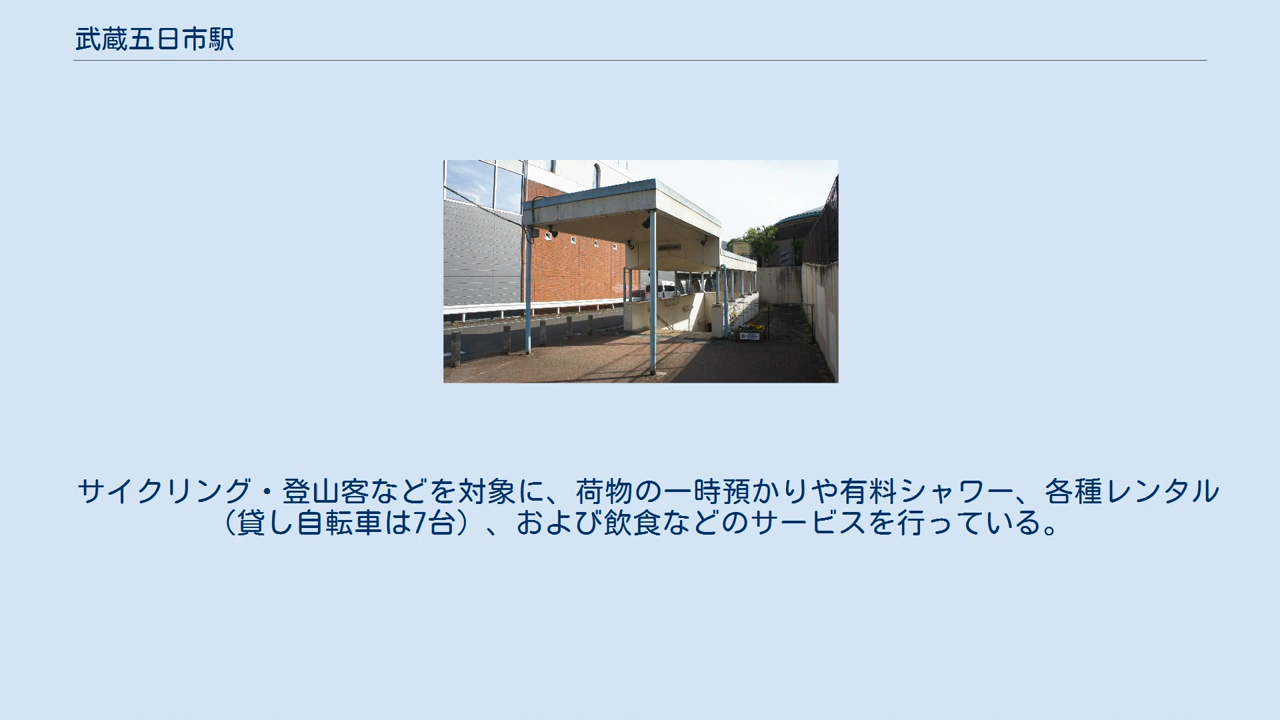 武蔵五日市駅
サイクリング・登山客などを対象に、荷物の一時預かりや有料シャワー、各種レンタル
（貸し自転車は7台）、および飲食などのサービスを行っている。